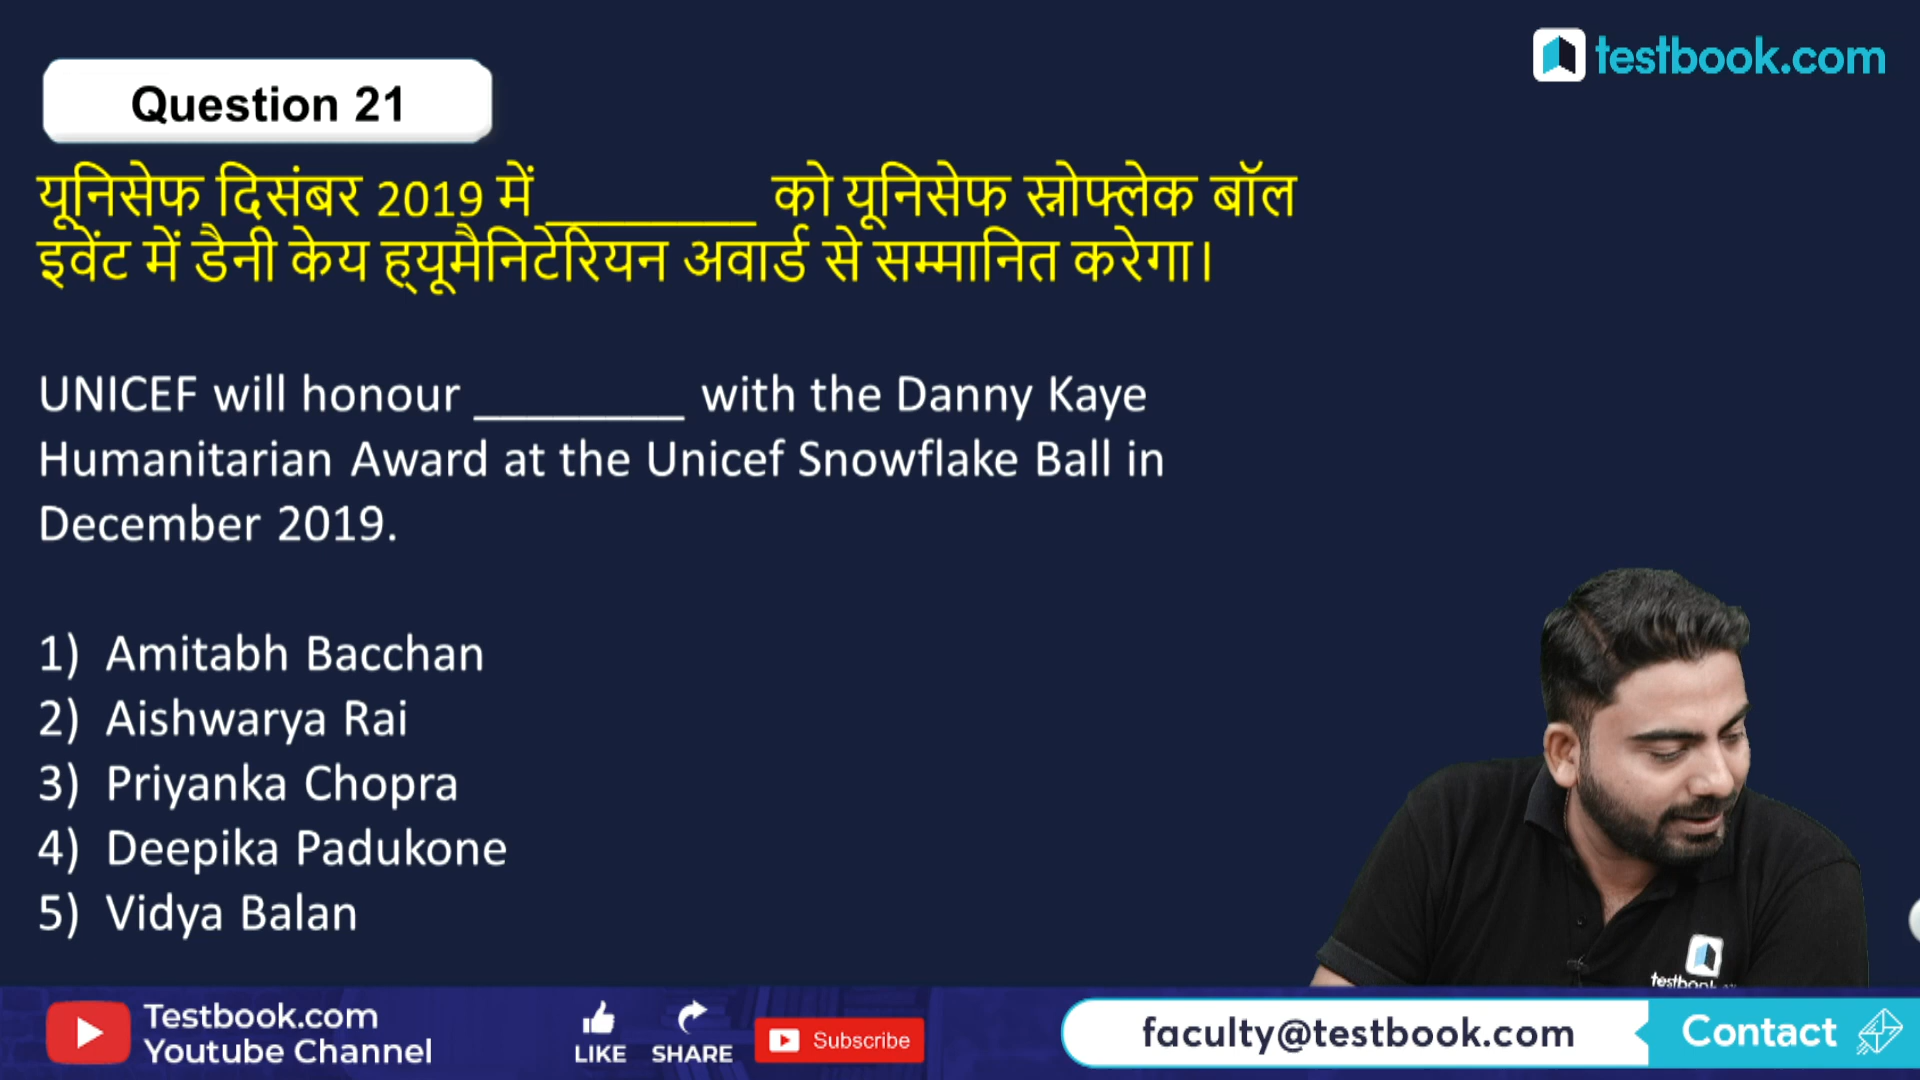 testbook.com
Question 21
यूनिसेफ दिसंबर 2019 में ________ को यूनिसेफ स्नोफ्लेक बॉल
इवेंट में डैनी केय ह्यूमैनिटेरियन अवार्ड से सम्मानित करेगा।
UNICEF will honour ________ with the Danny Kaye
Humanitarian Award at the Unicef Snowflake Ball in
December 2019.
1) Amitabh Bacchan
2) Aishwarya Rai
3) Priyanka Chopra
4) Deepika Padukone
5) Vidya Balan
Testbook.com
Youtube Channel
LIKE SHARE Subscribe
faculty@testbook.com Contact